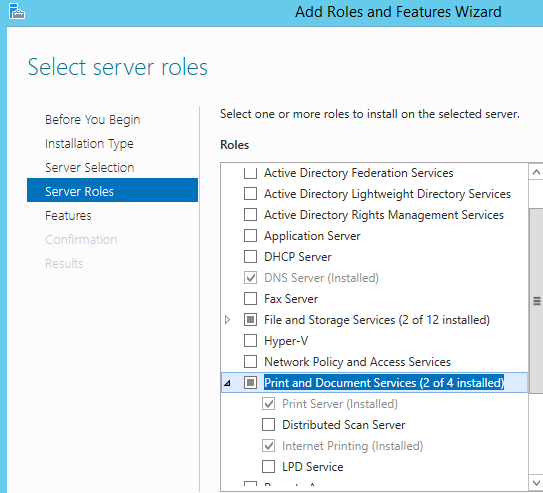 Add Roles and Features Wizard
Select server roles
Before You Begin
Installation Type
Server Selection
Server Roles
Features
Confirmation
Results
Select one or more roles to install on the selected server.
Roles
Active Directory Federation Services
Active Directory Lightweight Directory Services
Active Directory Rights Management Services
Application Server
DHCP Server
DNS Server (Installed)
Fax Server
File and Storage Services (2 of 12 installed)
Hyper-V
Network Policy and Access Services
Print and Document Services (2 of 4 installed)
Print Server (Installed)
Distributed Scan Server
Internet Printing (Installed)
LPD Service